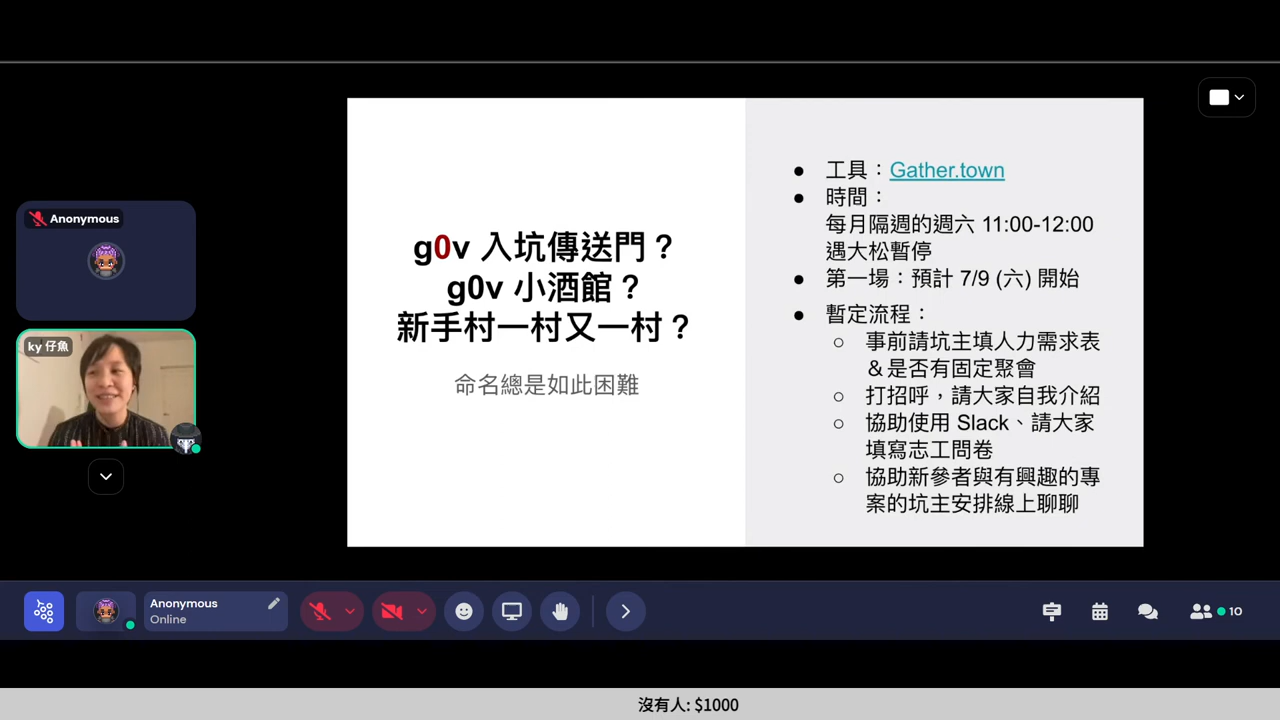 Anonymous
ky 仔魚
g0v 入坑傳送門？
g0v 小酒館？
新手村一村又一村？
命名總是如此困難
工具：Gather.town
時間：
每月隔週的週六 11:00-12:00
遇大松暫停
第一場：預計 7/9 (六) 開始
暫定流程：
事前請坑主填人力需求表
＆是否有固定聚會
打招呼，請大家自我介紹
協助使用 Slack、請大家
填寫志工問卷
協助新參者與有興趣的專
案的坑主安排線上聊聊
Anonymous
Online
10
沒有人: $1000